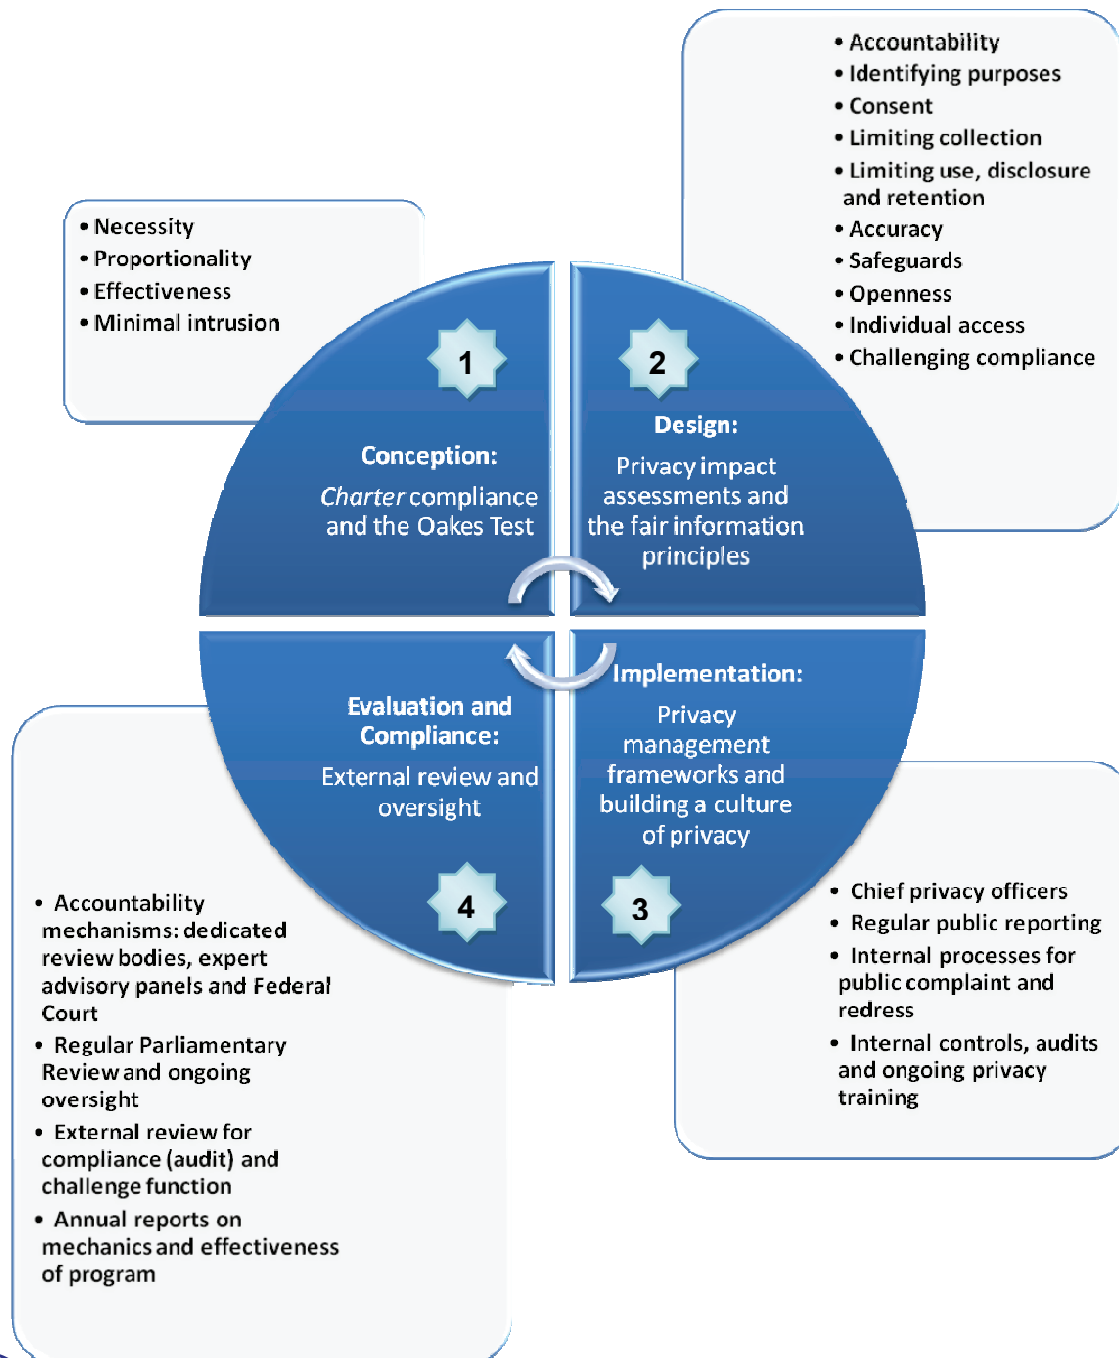 • Necessity
• Proportionality
• Effectiveness
• Minimal intrusion
1
Conception:
Charter compliance
and the Oakes Test
• Accountability
• Identifying purposes
• Consent
• Limiting collection
• Limiting use, disclosure
and retention
• Accuracy
• Safeguards
• Openness
• Individual access
• Challenging compliance
2
Design:
Privacy impact
assessments and
the fair information
principles
Implementation:
Privacy
management
frameworks and
building a culture
of privacy
3
• Chief privacy officers
• Regular public reporting
• Internal processes for
public complaint and
redress
• Internal controls, audits
and ongoing privacy
training
Evaluation and
Compliance:
External review and
oversight
4
• Accountability
mechanisms: dedicated
review bodies, expert
advisory panels and Federal
Court
• Regular Parliamentary
Review and ongoing
oversight
• External review for
compliance (audit) and
challenge function
• Annual reports on
mechanics and effectiveness
of program